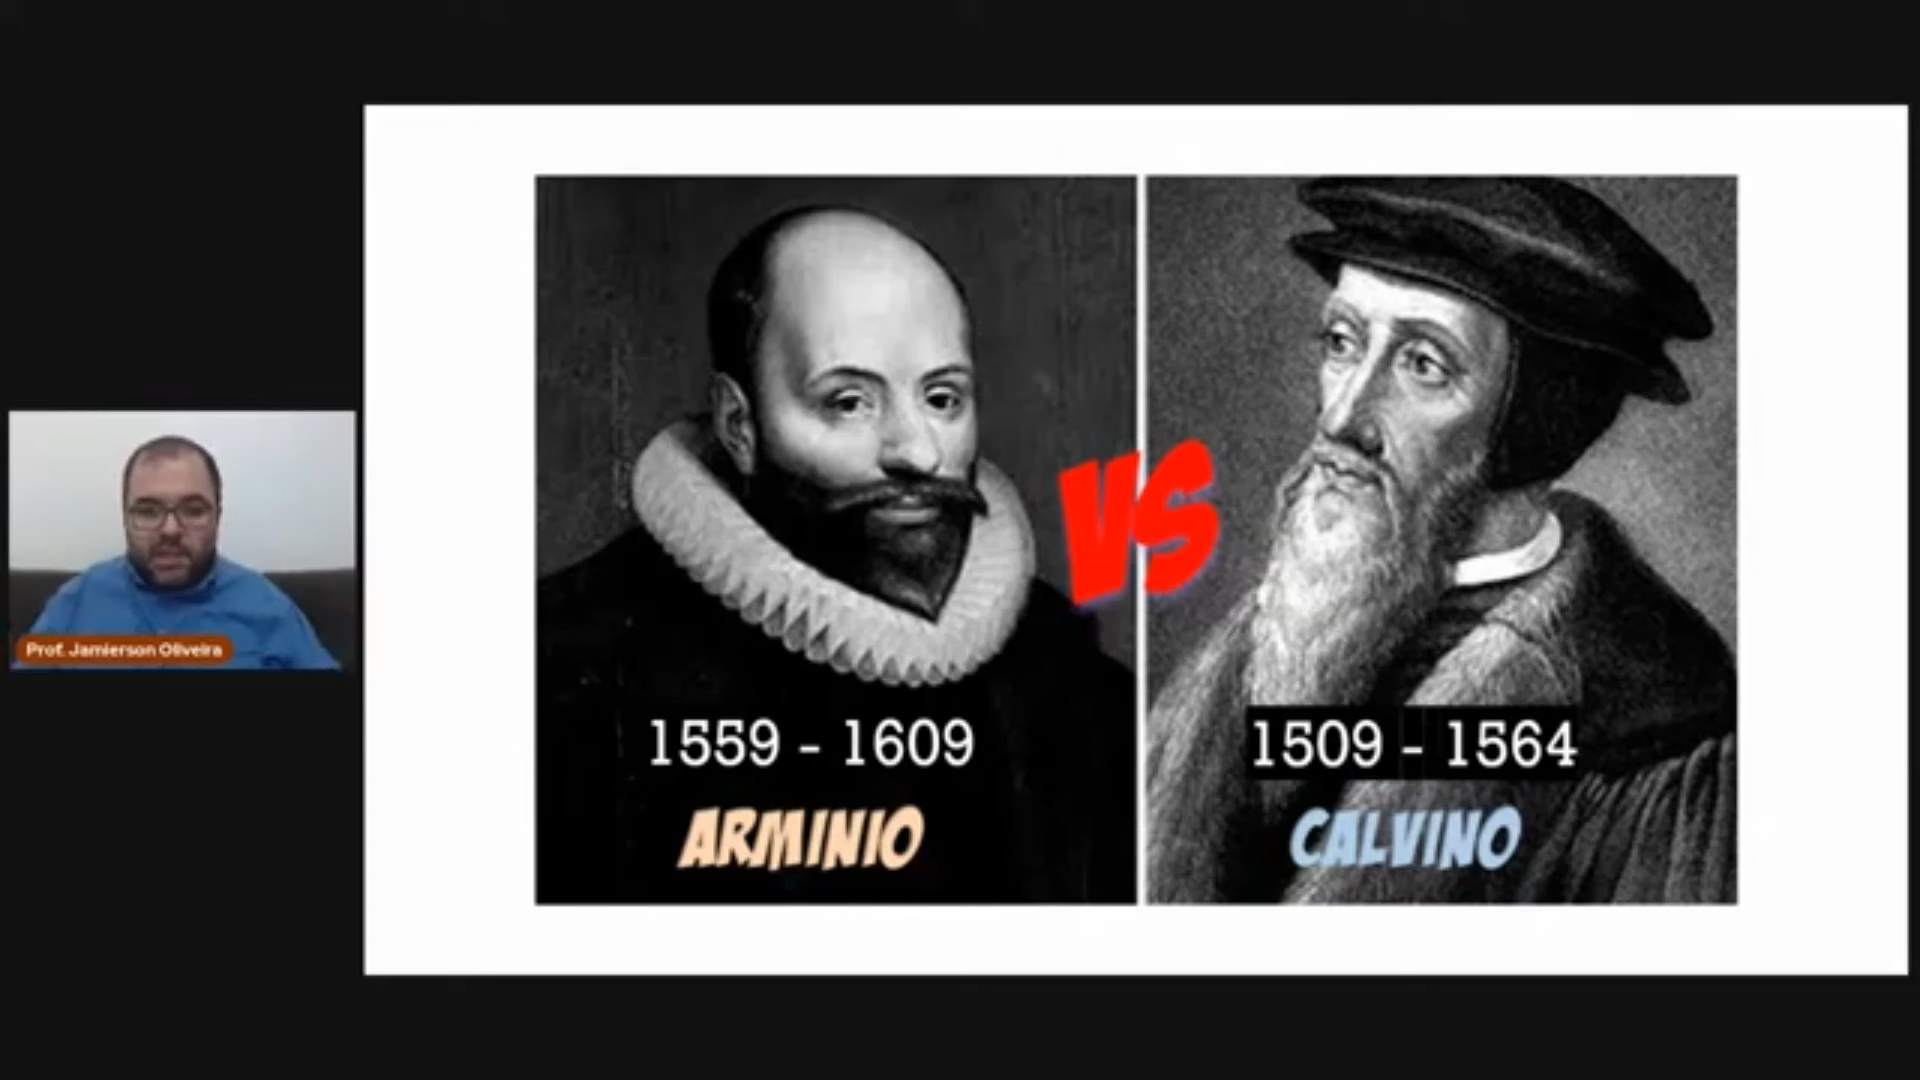 Prof. Jamierson Oliveira
VS
1559 - 1609
ARMINIO
1509 - 1564
CALVINO